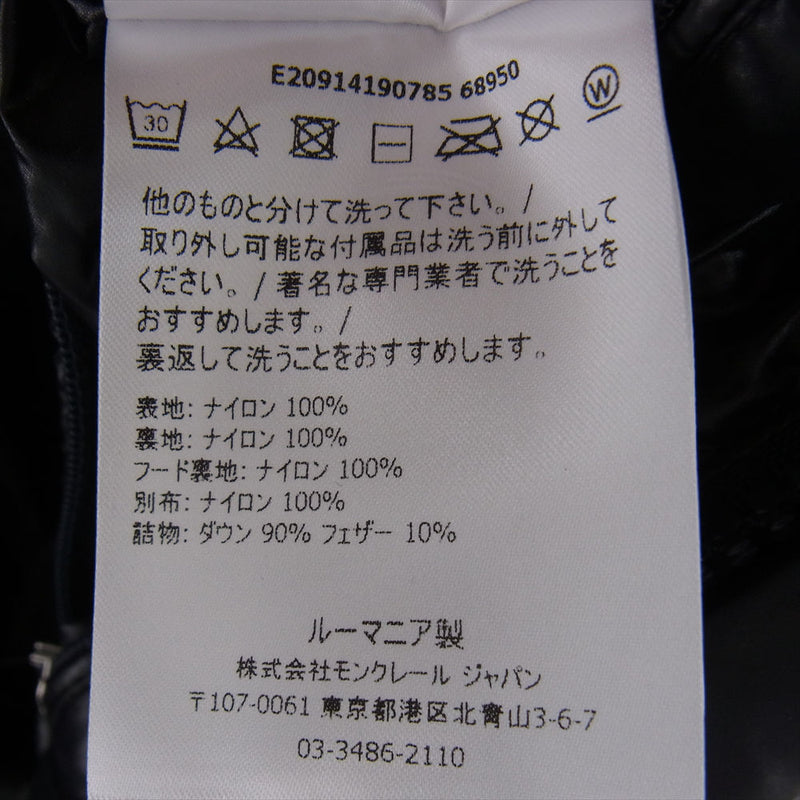 E20914190785 68950
30 W
他のものと分けて洗って下さい。/
取り外し可能な付属品は洗う前に外して
ください。/ 著名な専門業者で洗うことを
おすすめします。/
裏返して洗うことをおすすめします。
表地: ナイロン 100%
裏地: ナイロン 100%
フード裏地: ナイロン 100%
別布: ナイロン 100%
詰物: ダウン 90% フェザー 10%
ルーマニア製
株式会社モンクレール ジャパン
〒107-0061 東京都港区北青山3-6-7
03-3486-2110